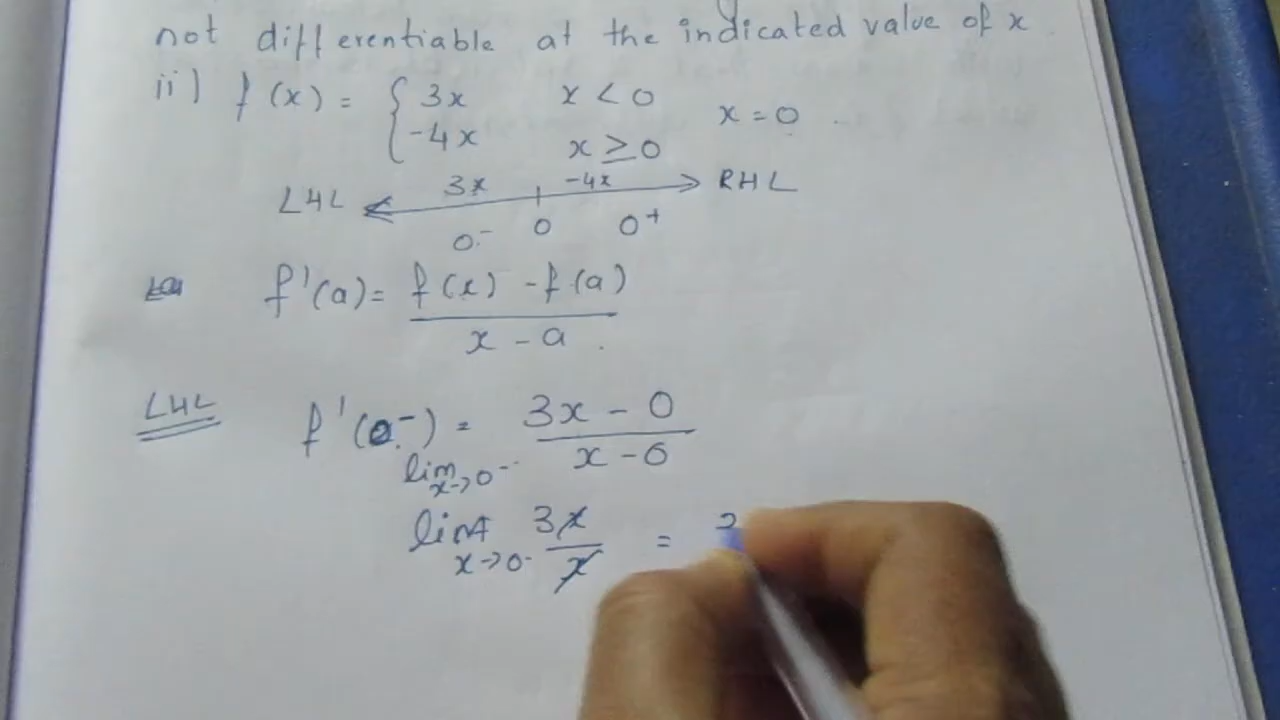 not differentiable at the indicated value of x
ii) f(x) = { 3x x < 0 x = 0 .
-4x x ≥ 0
LHL 3x -4x RHL
0- 0 0+
f'(a) = f(x) - f(a)
x - a .
LHL f'(0-) = 3x - 0
x - 0
lim x→0-
limt x→0- 3x / x =